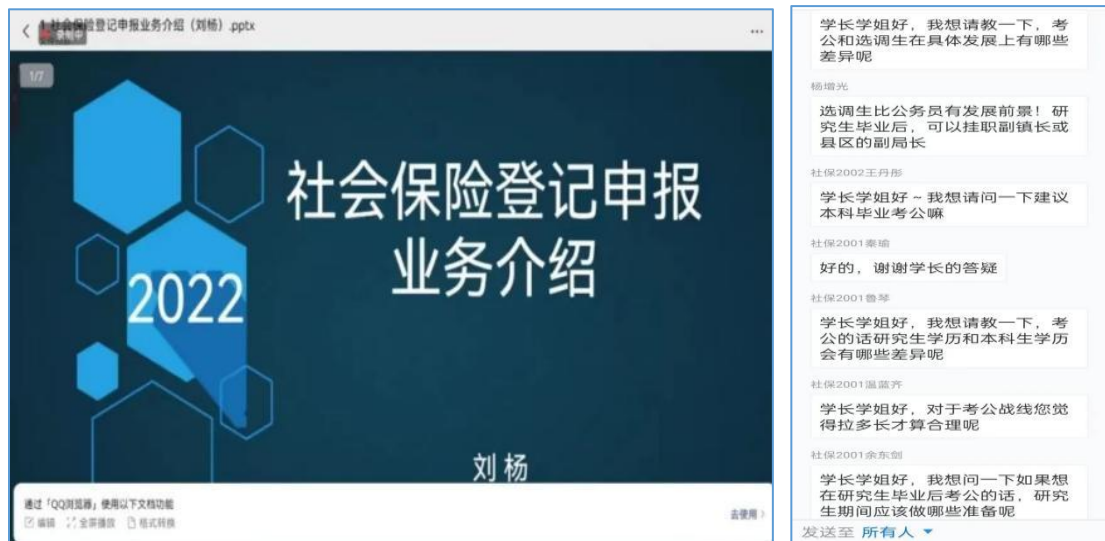 社会保险登记申报业务介绍（刘杨）.pptx
录制中
1/7
社会保险登记申报
业务介绍
2022
刘杨
通过「QQ浏览器」使用以下文档功能
编辑 全屏播放 格式转换
去使用
学长学姐好，我想请教一下，考
公和选调生在具体发展上有哪些
差异呢
杨增光
选调生比公务员有发展前景！研
究生毕业后，可以挂职副镇长或
县区的副局长
社保2002王丹彤
学长学姐好～我想请问一下建议
本科毕业考公嘛
社保2001秦瑜
好的，谢谢学长的答疑
社保2001鲁琴
学长学姐好，我想请教一下，考
公的话研究生学历和本科生学历
会有哪些差异呢
社保2001温蓝齐
学长学姐好，对于考公战线您觉
得拉多长才算合理呢
社保2001余东剑
学长学姐好，我想问一下如果想
在研究生毕业后考公的话，研究
生期间应该做哪些准备呢
发送至 所有人